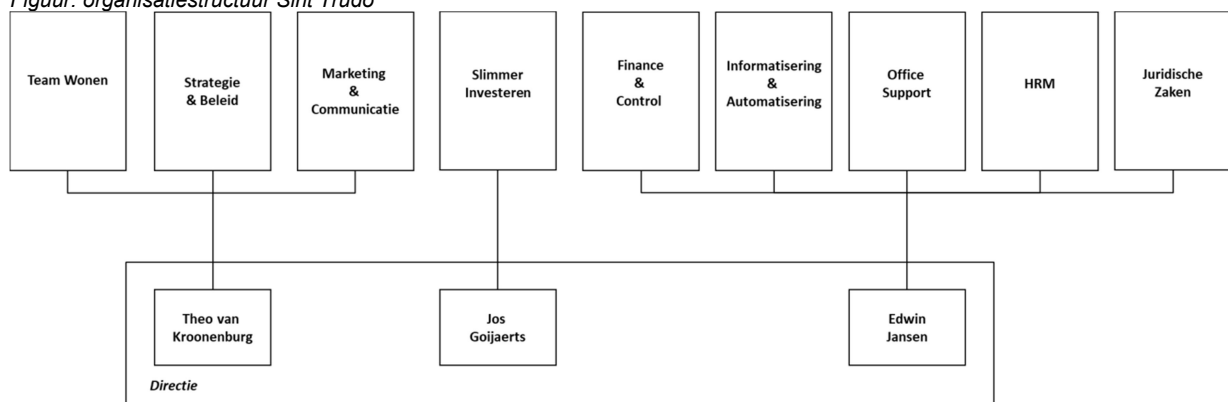 Figuur: organisatiestructuur Sint Trudo
Team Wonen
Strategie
& Beleid
Marketing
&
Communicatie
Slimmer
Investeren
Finance
&
Control
Informatisering
&
Automatisering
Office
Support
HRM
Juridische
Zaken
Theo van
Kroonenburg
Jos
Goijaerts
Edwin
Jansen
Directie